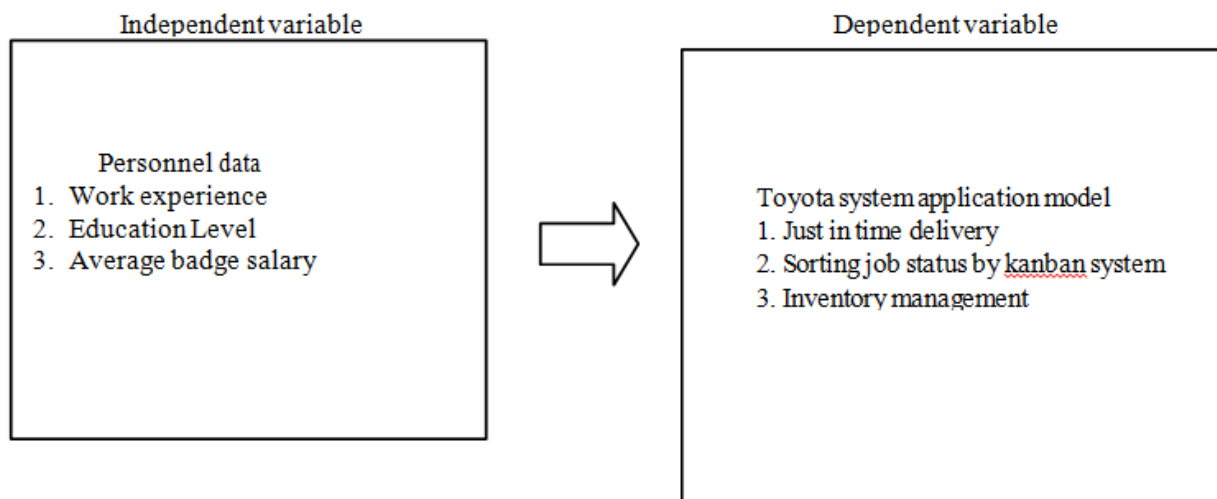 Independent variable
Personnel data
1. Work experience
2. Education Level
3. Average badge salary
Dependent variable
Toyota system application model
1. Just in time delivery
2. Sorting job status by kanban system
3. Inventory management